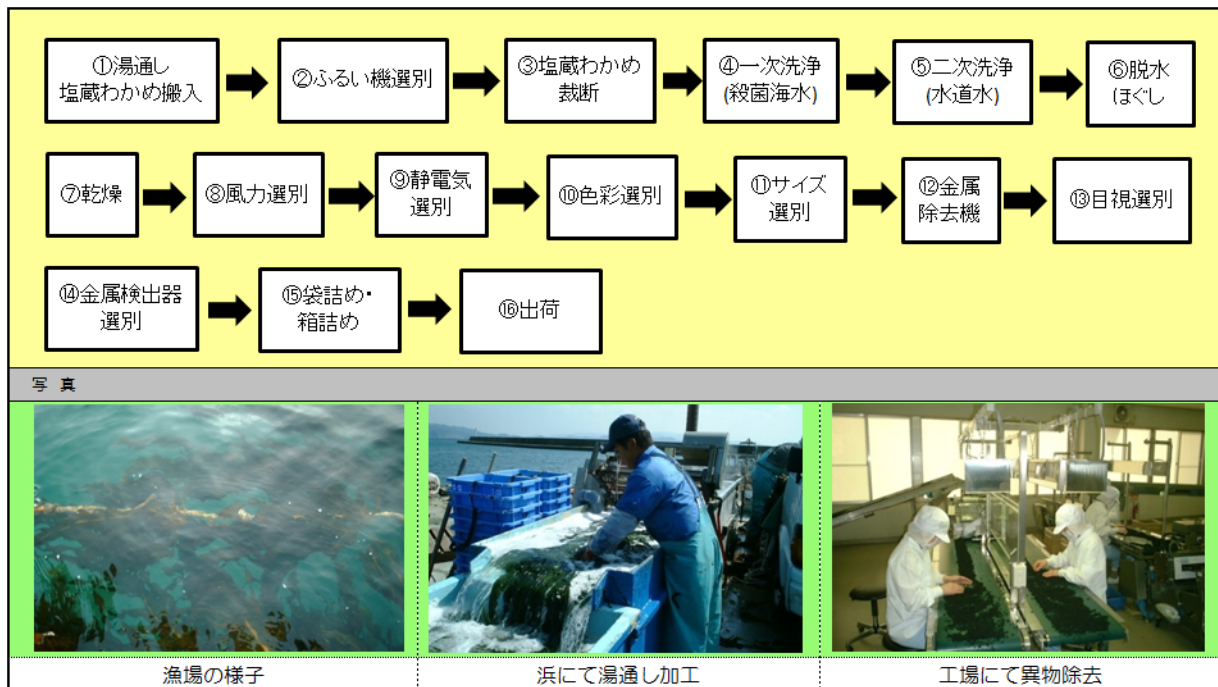 ①湯通し
塩蔵わかめ搬入
②ふるい機選別
③塩蔵わかめ
裁断
④一次洗浄
(殺菌海水)
⑤二次洗浄
(水道水)
⑥脱水
ほぐし
⑦乾燥
⑧風力選別
⑨静電気
選別
⑩色彩選別
⑪サイズ
選別
⑫金属
除去機
⑬目視選別
⑭金属検出器
選別
⑮袋詰め・
箱詰め
⑯出荷
写 真
漁場の様子
浜にて湯通し加工
工場にて異物除去